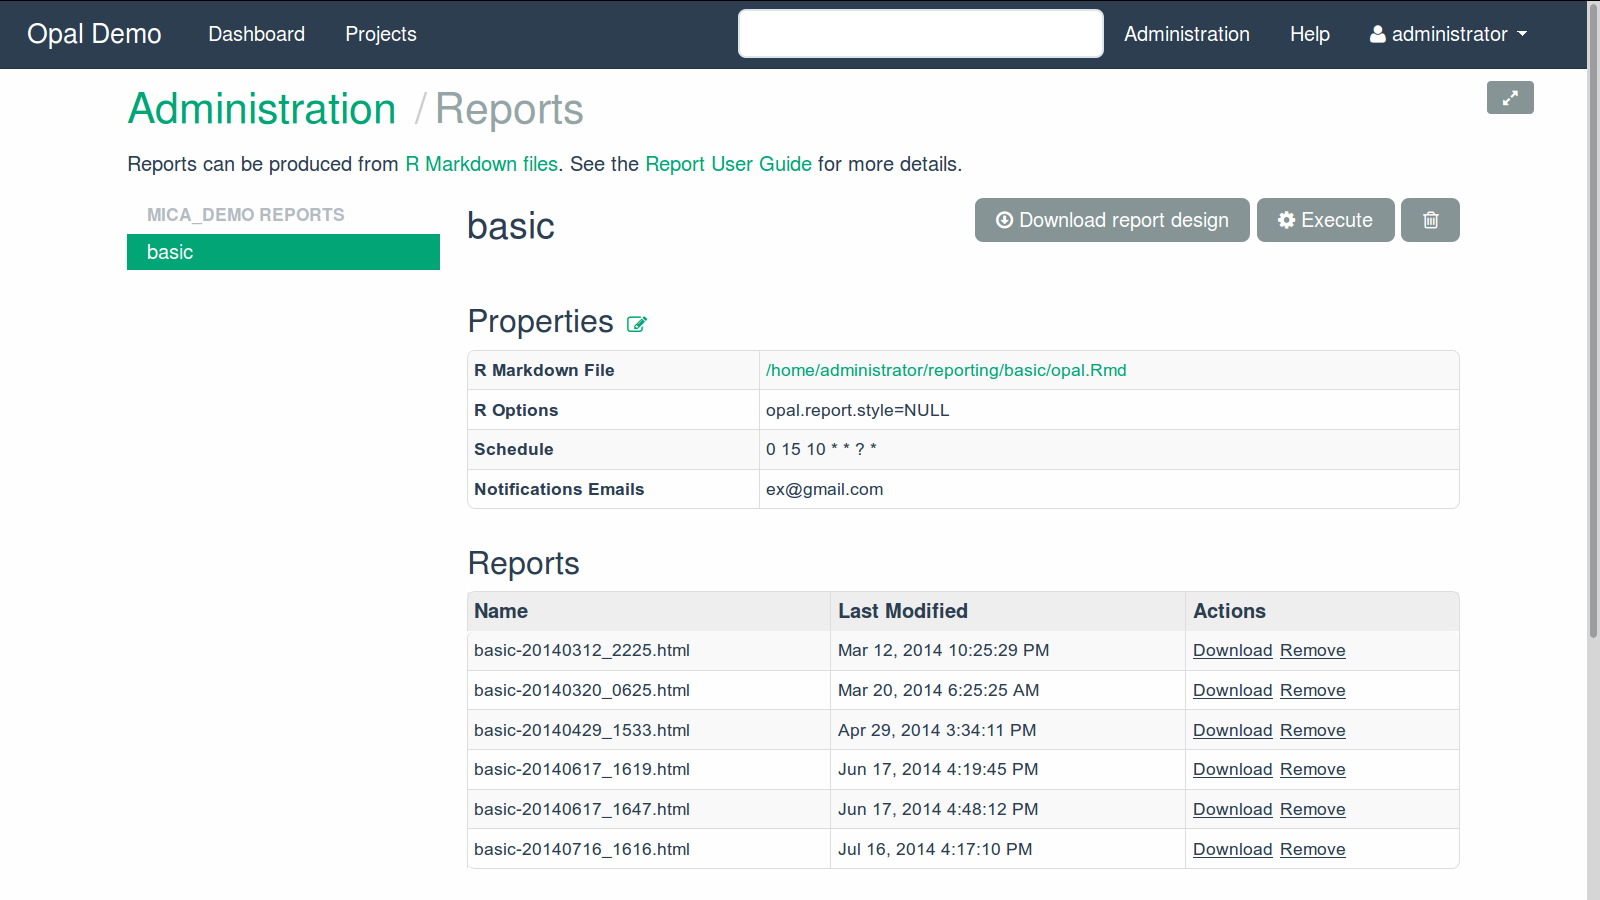 Opal Demo Dashboard Projects Administration Help administrator
Administration / Reports
Reports can be produced from R Markdown files. See the Report User Guide for more details.
MICA_DEMO REPORTS
basic
basic Download report design Execute
Properties
R Markdown File /home/administrator/reporting/basic/opal.Rmd
R Options opal.report.style=NULL
Schedule 0 15 10 * * ? *
Notifications Emails ex@gmail.com
Reports
Name Last Modified Actions
basic-20140312_2225.html Mar 12, 2014 10:25:29 PM Download Remove
basic-20140320_0625.html Mar 20, 2014 6:25:25 AM Download Remove
basic-20140429_1533.html Apr 29, 2014 3:34:11 PM Download Remove
basic-20140617_1619.html Jun 17, 2014 4:19:45 PM Download Remove
basic-20140617_1647.html Jun 17, 2014 4:48:12 PM Download Remove
basic-20140716_1616.html Jul 16, 2014 4:17:10 PM Download Remove